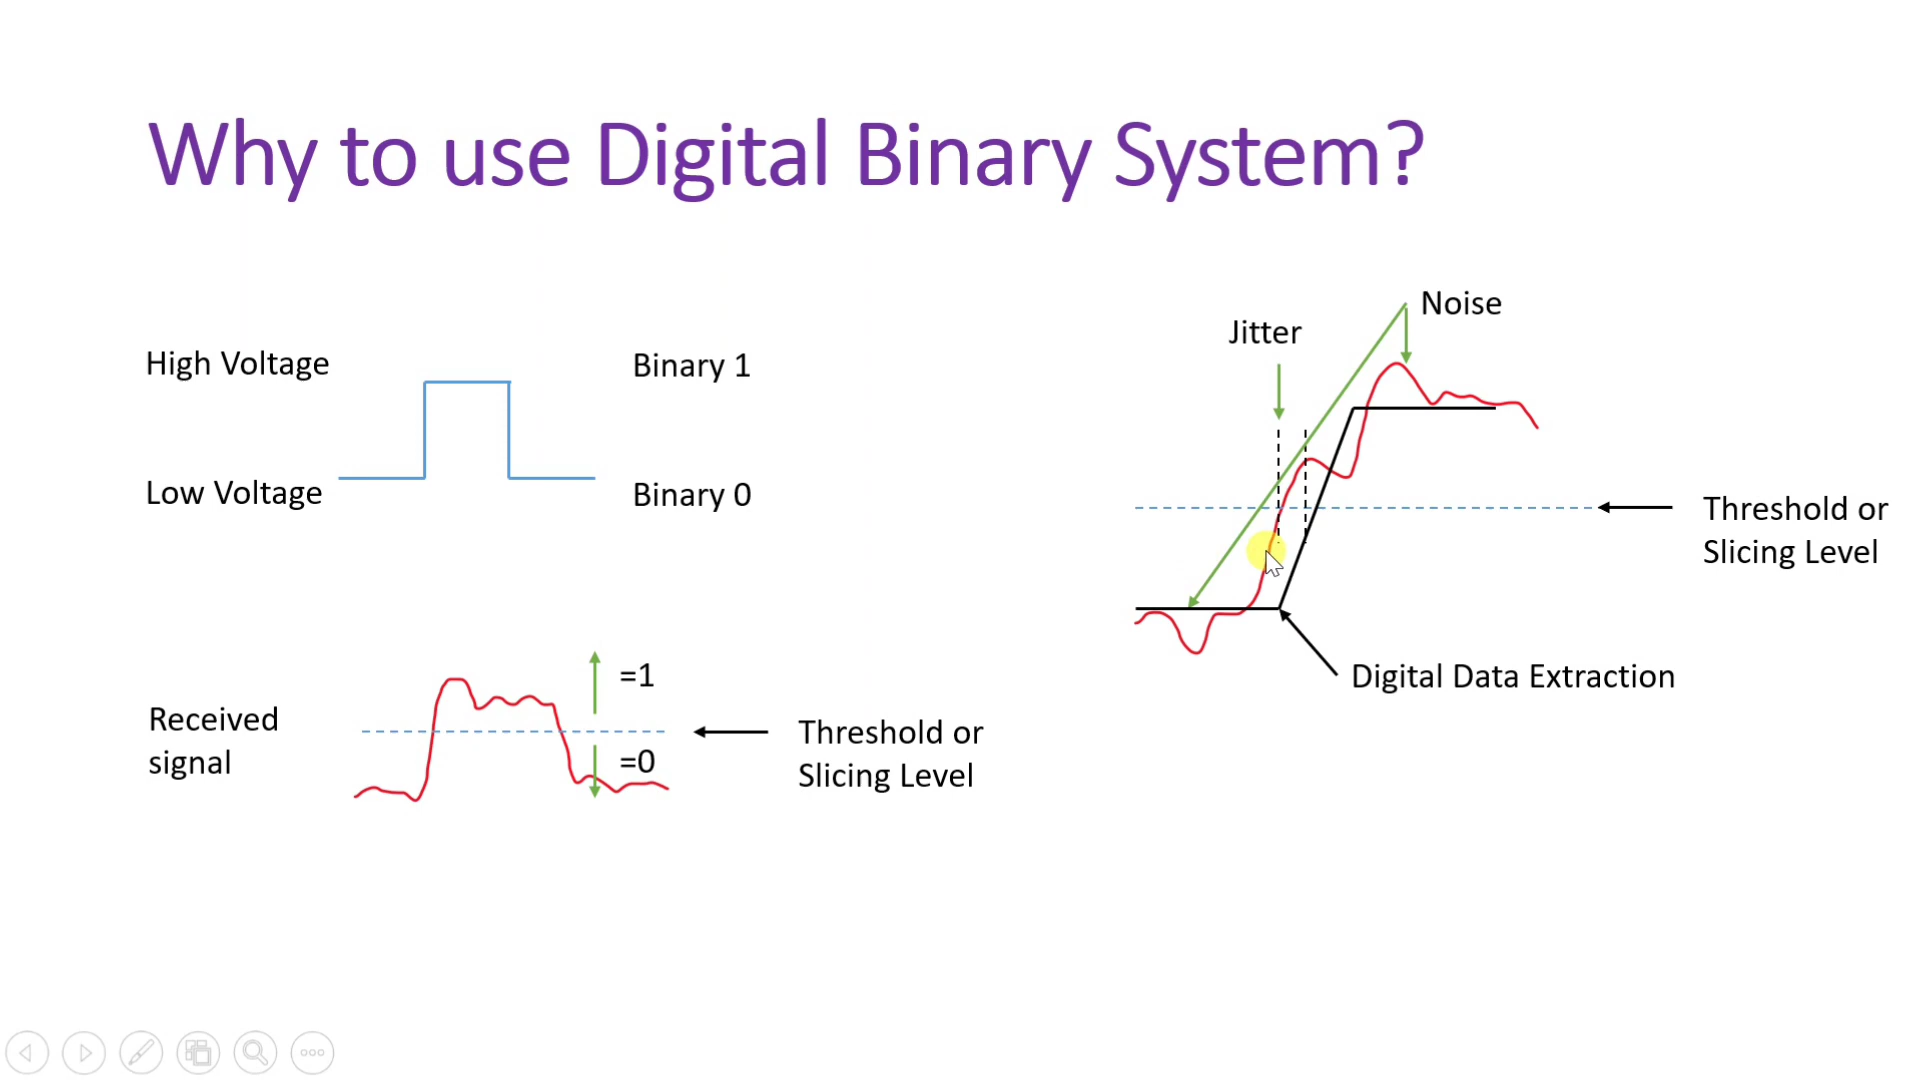 Why to use Digital Binary System?
High Voltage
Binary 1
Low Voltage
Binary 0
Received
signal
=1
=0
Threshold or
Slicing Level
Jitter
Noise
Threshold or
Slicing Level
Digital Data Extraction